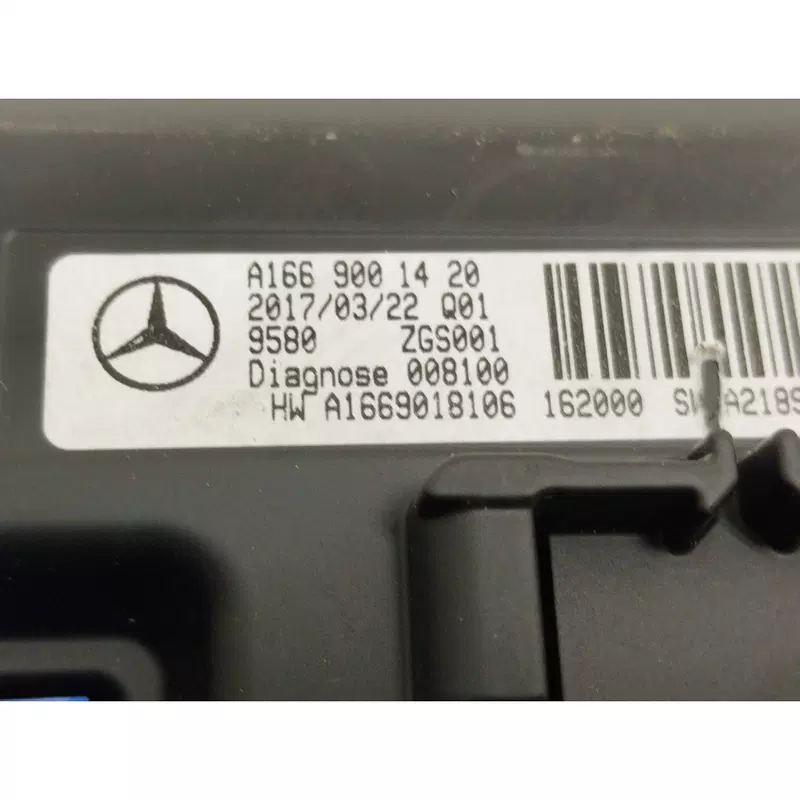 A166 900 14 20
2017/03/22 Q01
9580 ZGS001
Diagnose 008100
HW A1669018106 162000